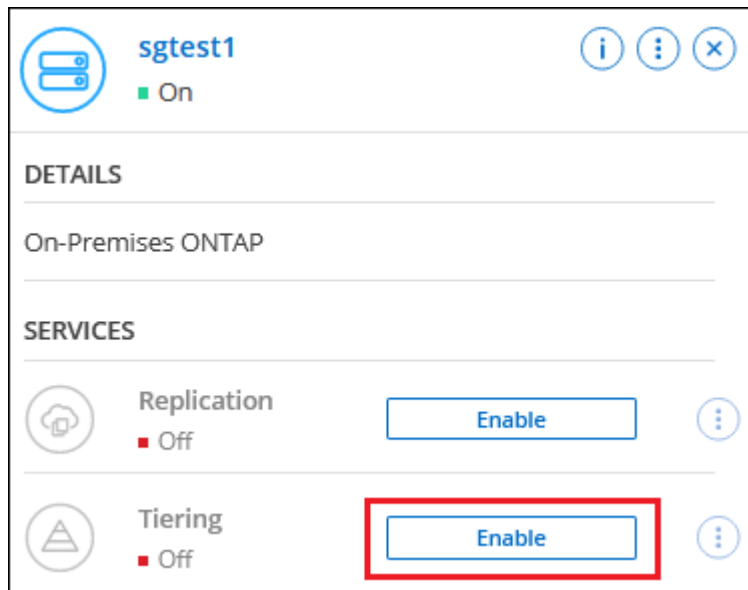 sgtest1
On
DETAILS
On-Premises ONTAP
SERVICES
Replication
Enable
Off
Tiering
Enable
Off